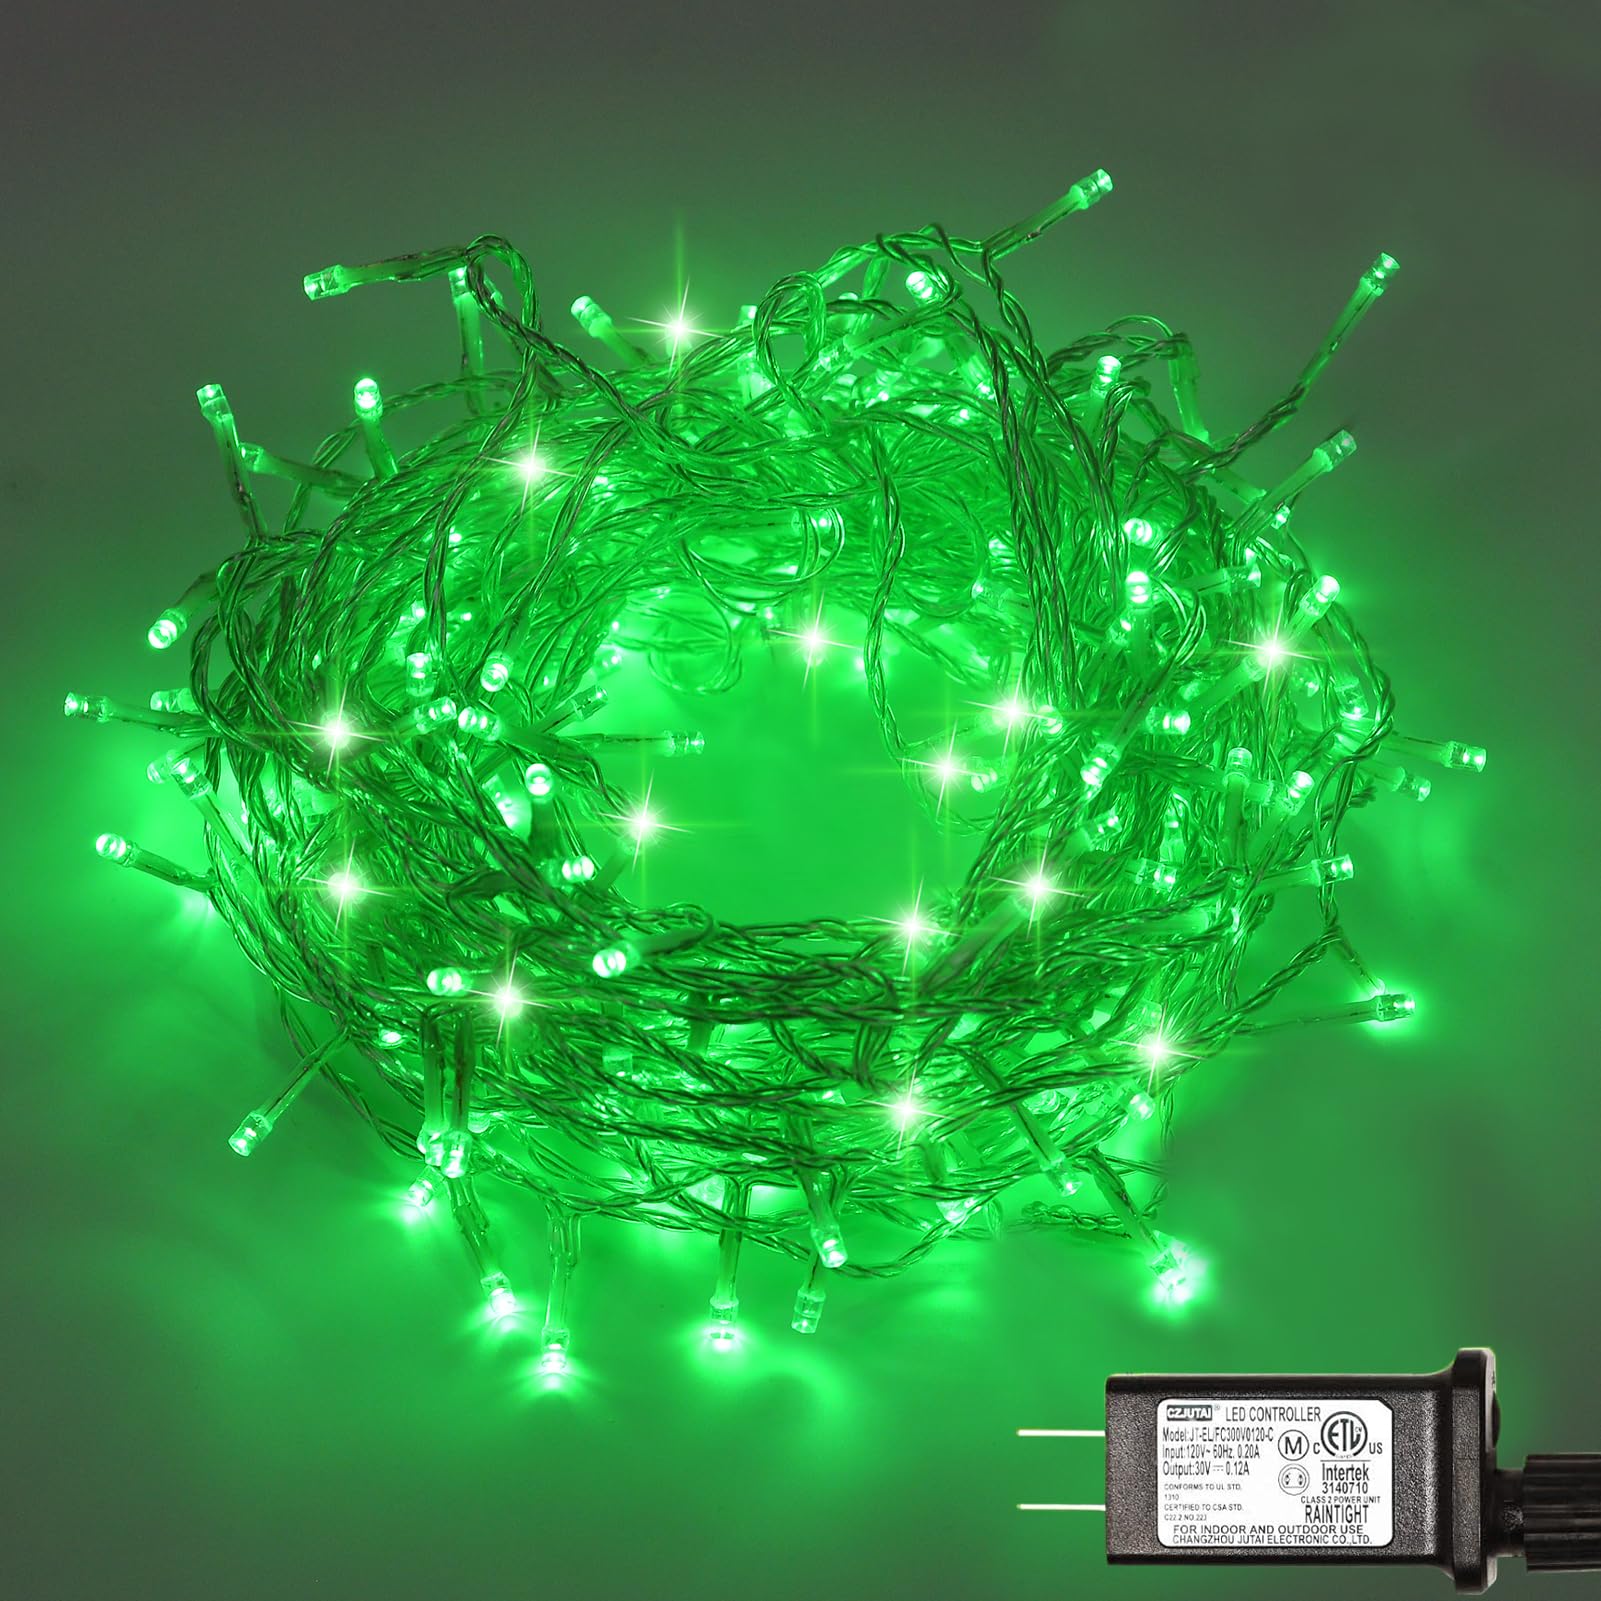 CZJUTAI® LED CONTROLLER
Model:JT-EL/FC300V0120-C
Input:120V~ 60Hz, 0.20A
Output:30V⎓0.12A
CONFORMS TO UL STD.
1310
CERTIFIED TO CSA STD.
C22.2 NO.223
M
C ETL US
Intertek
3140710
CLASS 2 POWER UNIT
RAINTIGHT
FOR INDOOR AND OUTDOOR USE
CHANGZHOU JUTAI ELECTRONIC CO.,LTD.